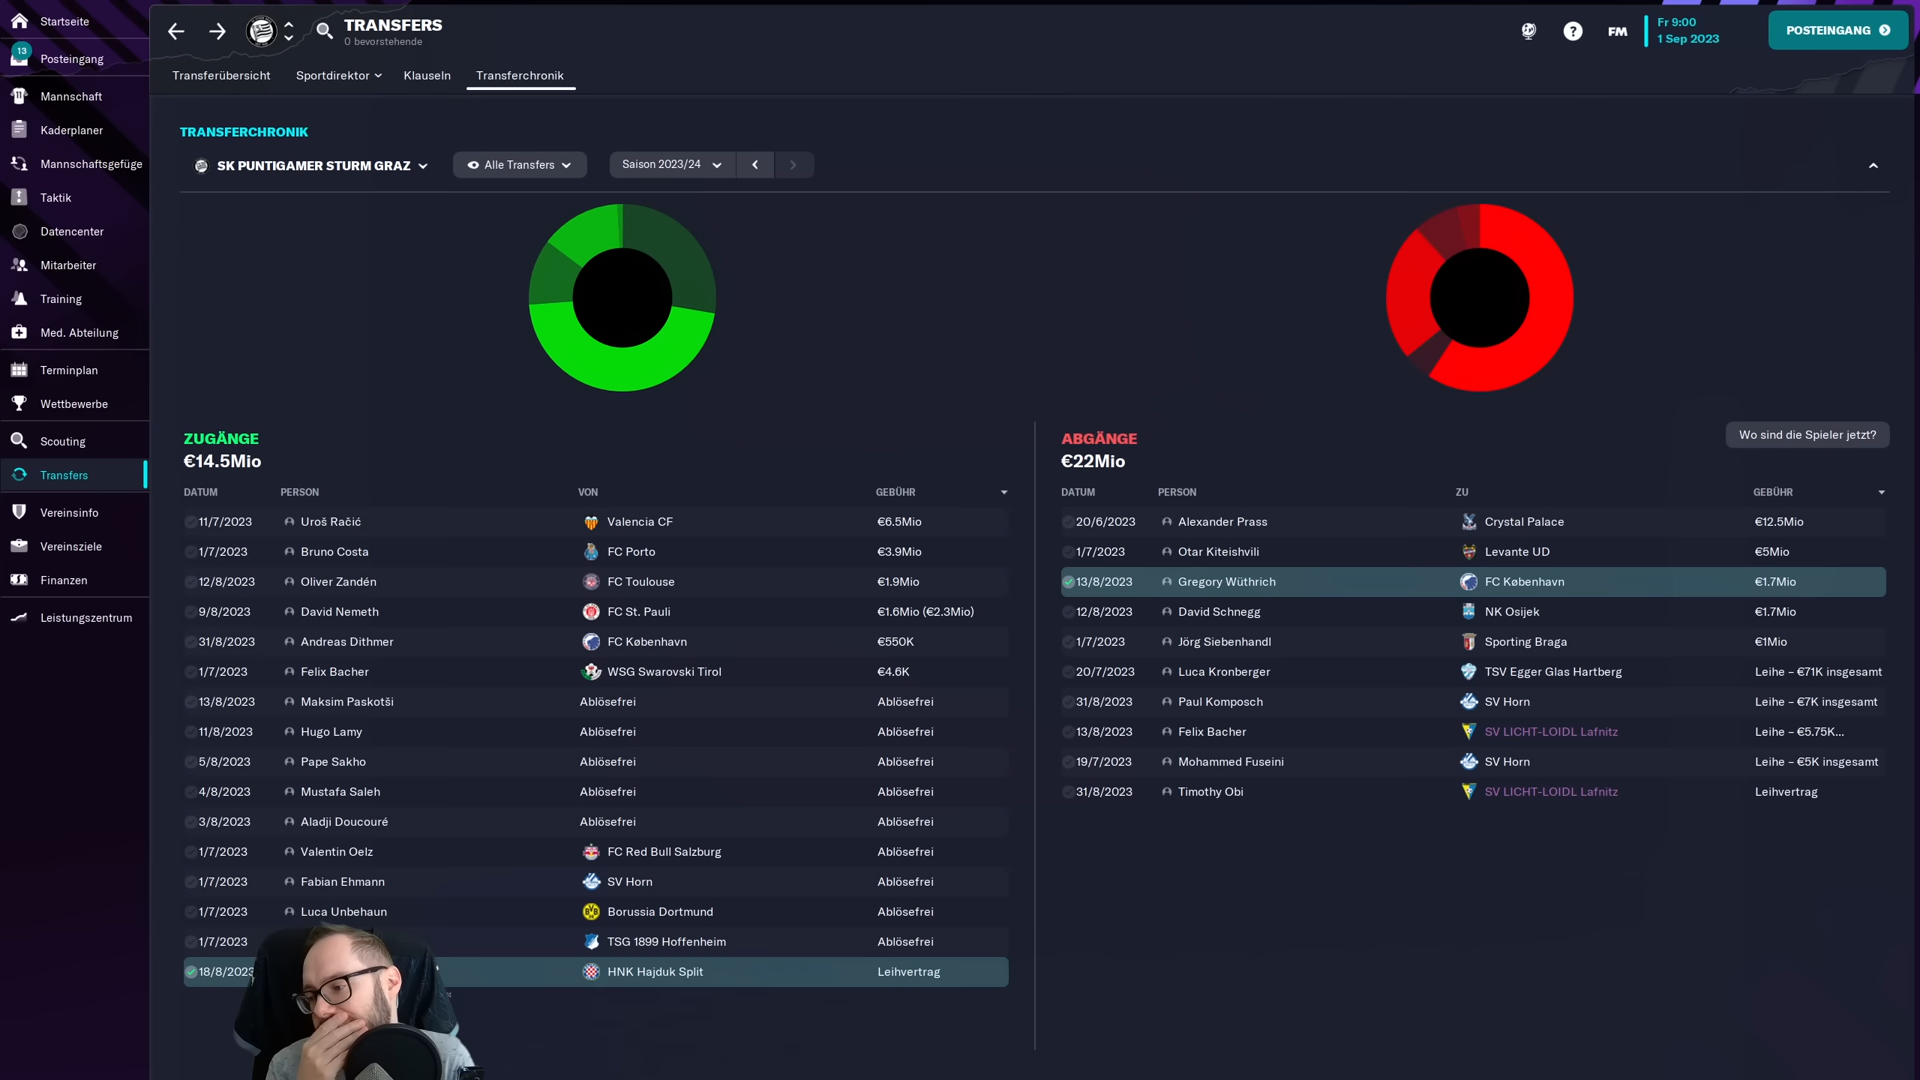 Startseite
13
Posteingang
Mannschaft
Kaderplaner
Mannschaftsgefüge
Taktik
Datencenter
Mitarbeiter
Training
Med. Abteilung
Terminplan
Wettbewerbe
Scouting
Transfers
Vereinsinfo
Vereinsziele
Finanzen
Leistungszentrum
TRANSFERS
0 bevorstehende
?
FM
Fr 9:00
1 Sep 2023
POSTEINGANG
Transferübersicht
Sportdirektor
Klauseln
Transferchronik
TRANSFERCHRONIK
SK PUNTIGAMER STURM GRAZ
Alle Transfers
Saison 2023/24
ZUGÄNGE
€14.5Mio
DATUM PERSON VON GEBÜHR
11/7/2023 Uroš Račić Valencia CF €6.5Mio
1/7/2023 Bruno Costa FC Porto €3.9Mio
12/8/2023 Oliver Zandén FC Toulouse €1.9Mio
9/8/2023 David Nemeth FC St. Pauli €1.6Mio (€2.3Mio)
31/8/2023 Andreas Dithmer FC København €550K
1/7/2023 Felix Bacher WSG Swarovski Tirol €4.6K
13/8/2023 Maksim Paskotši Ablösefrei Ablösefrei
11/8/2023 Hugo Lamy Ablösefrei Ablösefrei
5/8/2023 Pape Sakho Ablösefrei Ablösefrei
4/8/2023 Mustafa Saleh Ablösefrei Ablösefrei
3/8/2023 Aladji Doucouré Ablösefrei Ablösefrei
1/7/2023 Valentin Oelz FC Red Bull Salzburg Ablösefrei
1/7/2023 Fabian Ehmann SV Horn Ablösefrei
1/7/2023 Luca Unbehaun Borussia Dortmund Ablösefrei
1/7/2023 TSG 1899 Hoffenheim Ablösefrei
18/8/2023 HNK Hajduk Split Leihvertrag
ABGÄNGE
€22Mio
Wo sind die Spieler jetzt?
DATUM PERSON ZU GEBÜHR
20/6/2023 Alexander Prass Crystal Palace €12.5Mio
1/7/2023 Otar Kiteishvili Levante UD €5Mio
13/8/2023 Gregory Wüthrich FC København €1.7Mio
12/8/2023 David Schnegg NK Osijek €1.7Mio
1/7/2023 Jörg Siebenhandl Sporting Braga €1Mio
20/7/2023 Luca Kronberger TSV Egger Glas Hartberg Leihe – €71K insgesamt
31/8/2023 Paul Komposch SV Horn Leihe – €7K insgesamt
13/8/2023 Felix Bacher SV LICHT-LOIDL Lafnitz Leihe – €5.75K...
19/7/2023 Mohammed Fuseini SV Horn Leihe – €5K insgesamt
31/8/2023 Timothy Obi SV LICHT-LOIDL Lafnitz Leihvertrag